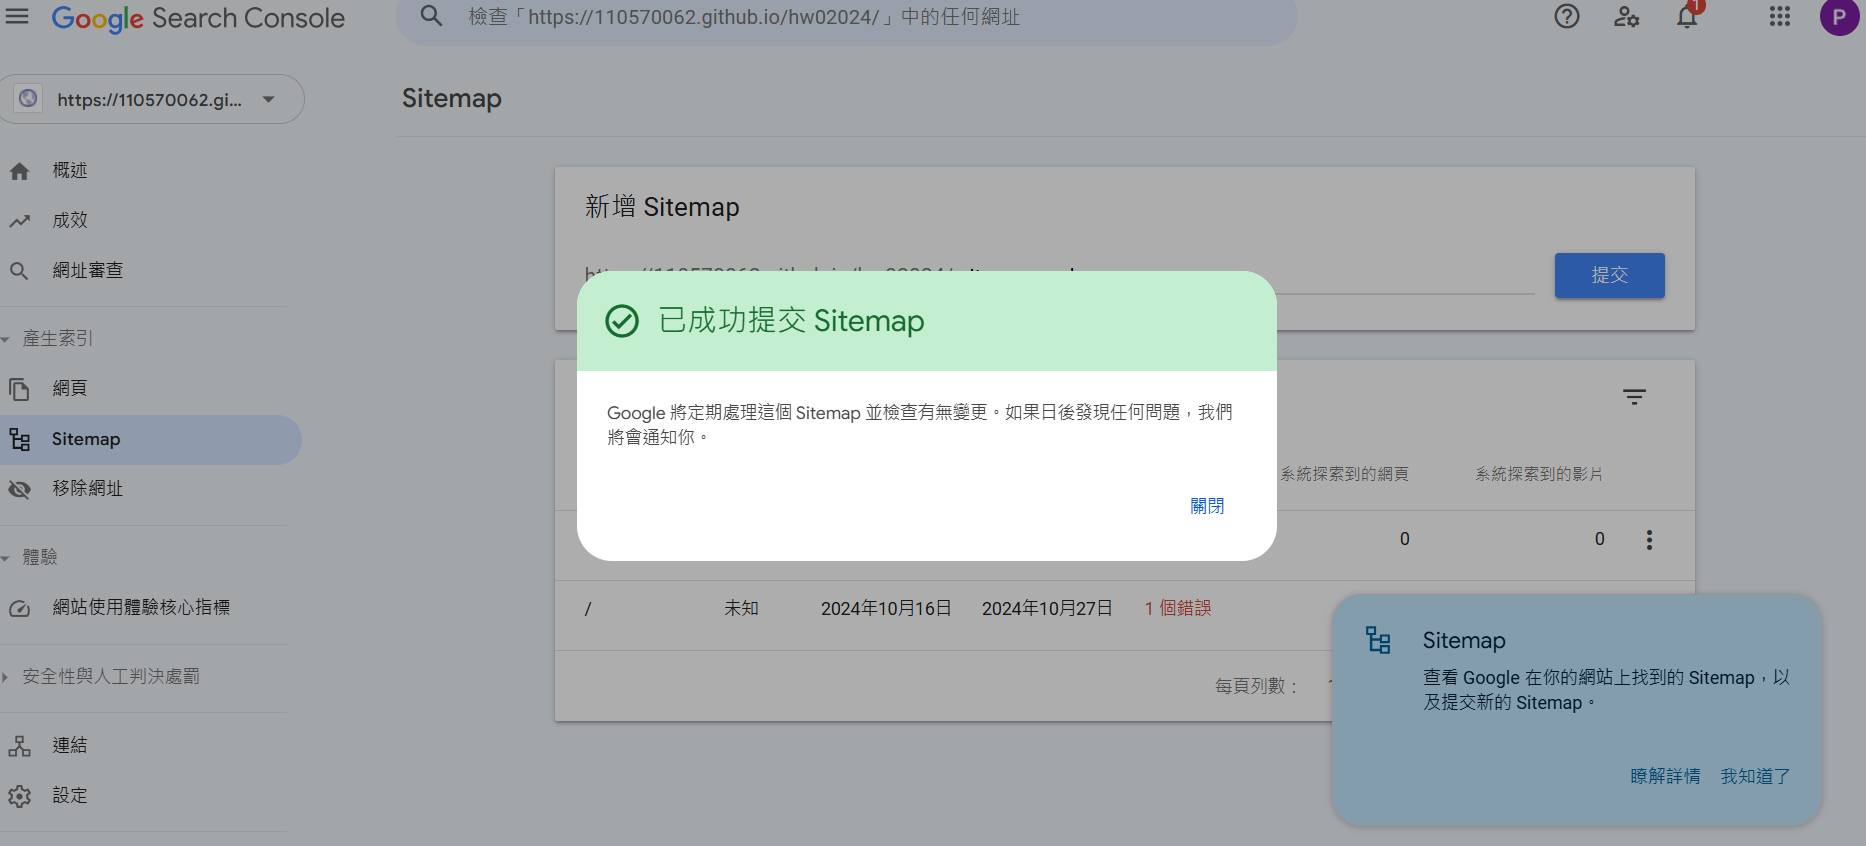 Google Search Console
檢查「https://110570062.github.io/hw02024/」中的任何網址
1
P
https://110570062.gi...
Sitemap
概述
成效
網址審查
產生索引
網頁
Sitemap
移除網址
體驗
網站使用體驗核心指標
安全性與人工判決處罰
連結
設定
新增 Sitemap
提交
已成功提交 Sitemap
Google 將定期處理這個 Sitemap 並檢查有無變更。如果日後發現任何問題，我們
將會通知你。
關閉
系統探索到的網頁 系統探索到的影片
0 0
/ 未知 2024年10月16日 2024年10月27日 1 個錯誤
每頁列數：
Sitemap
查看 Google 在你的網站上找到的 Sitemap，以
及提交新的 Sitemap。
瞭解詳情 我知道了